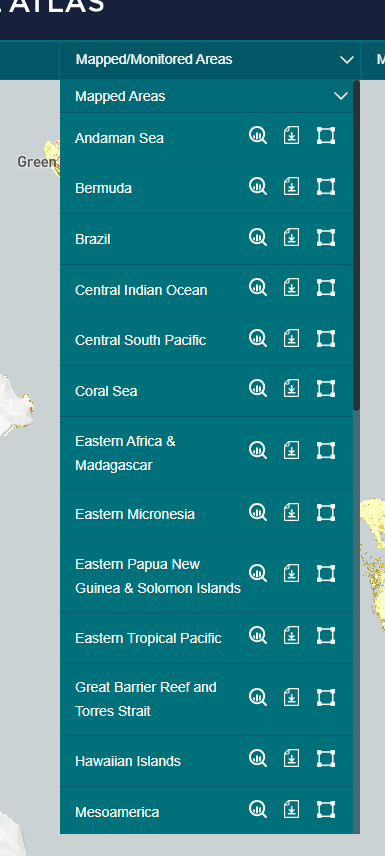 ATLAS
Mapped/Monitored Areas
Mapped Areas
Andaman Sea
Green
Bermuda
Brazil
Central Indian Ocean
Central South Pacific
Coral Sea
Eastern Africa &
Madagascar
Eastern Micronesia
Eastern Papua New
Guinea & Solomon Islands
Eastern Tropical Pacific
Great Barrier Reef and
Torres Strait
Hawaiian Islands
Mesoamerica